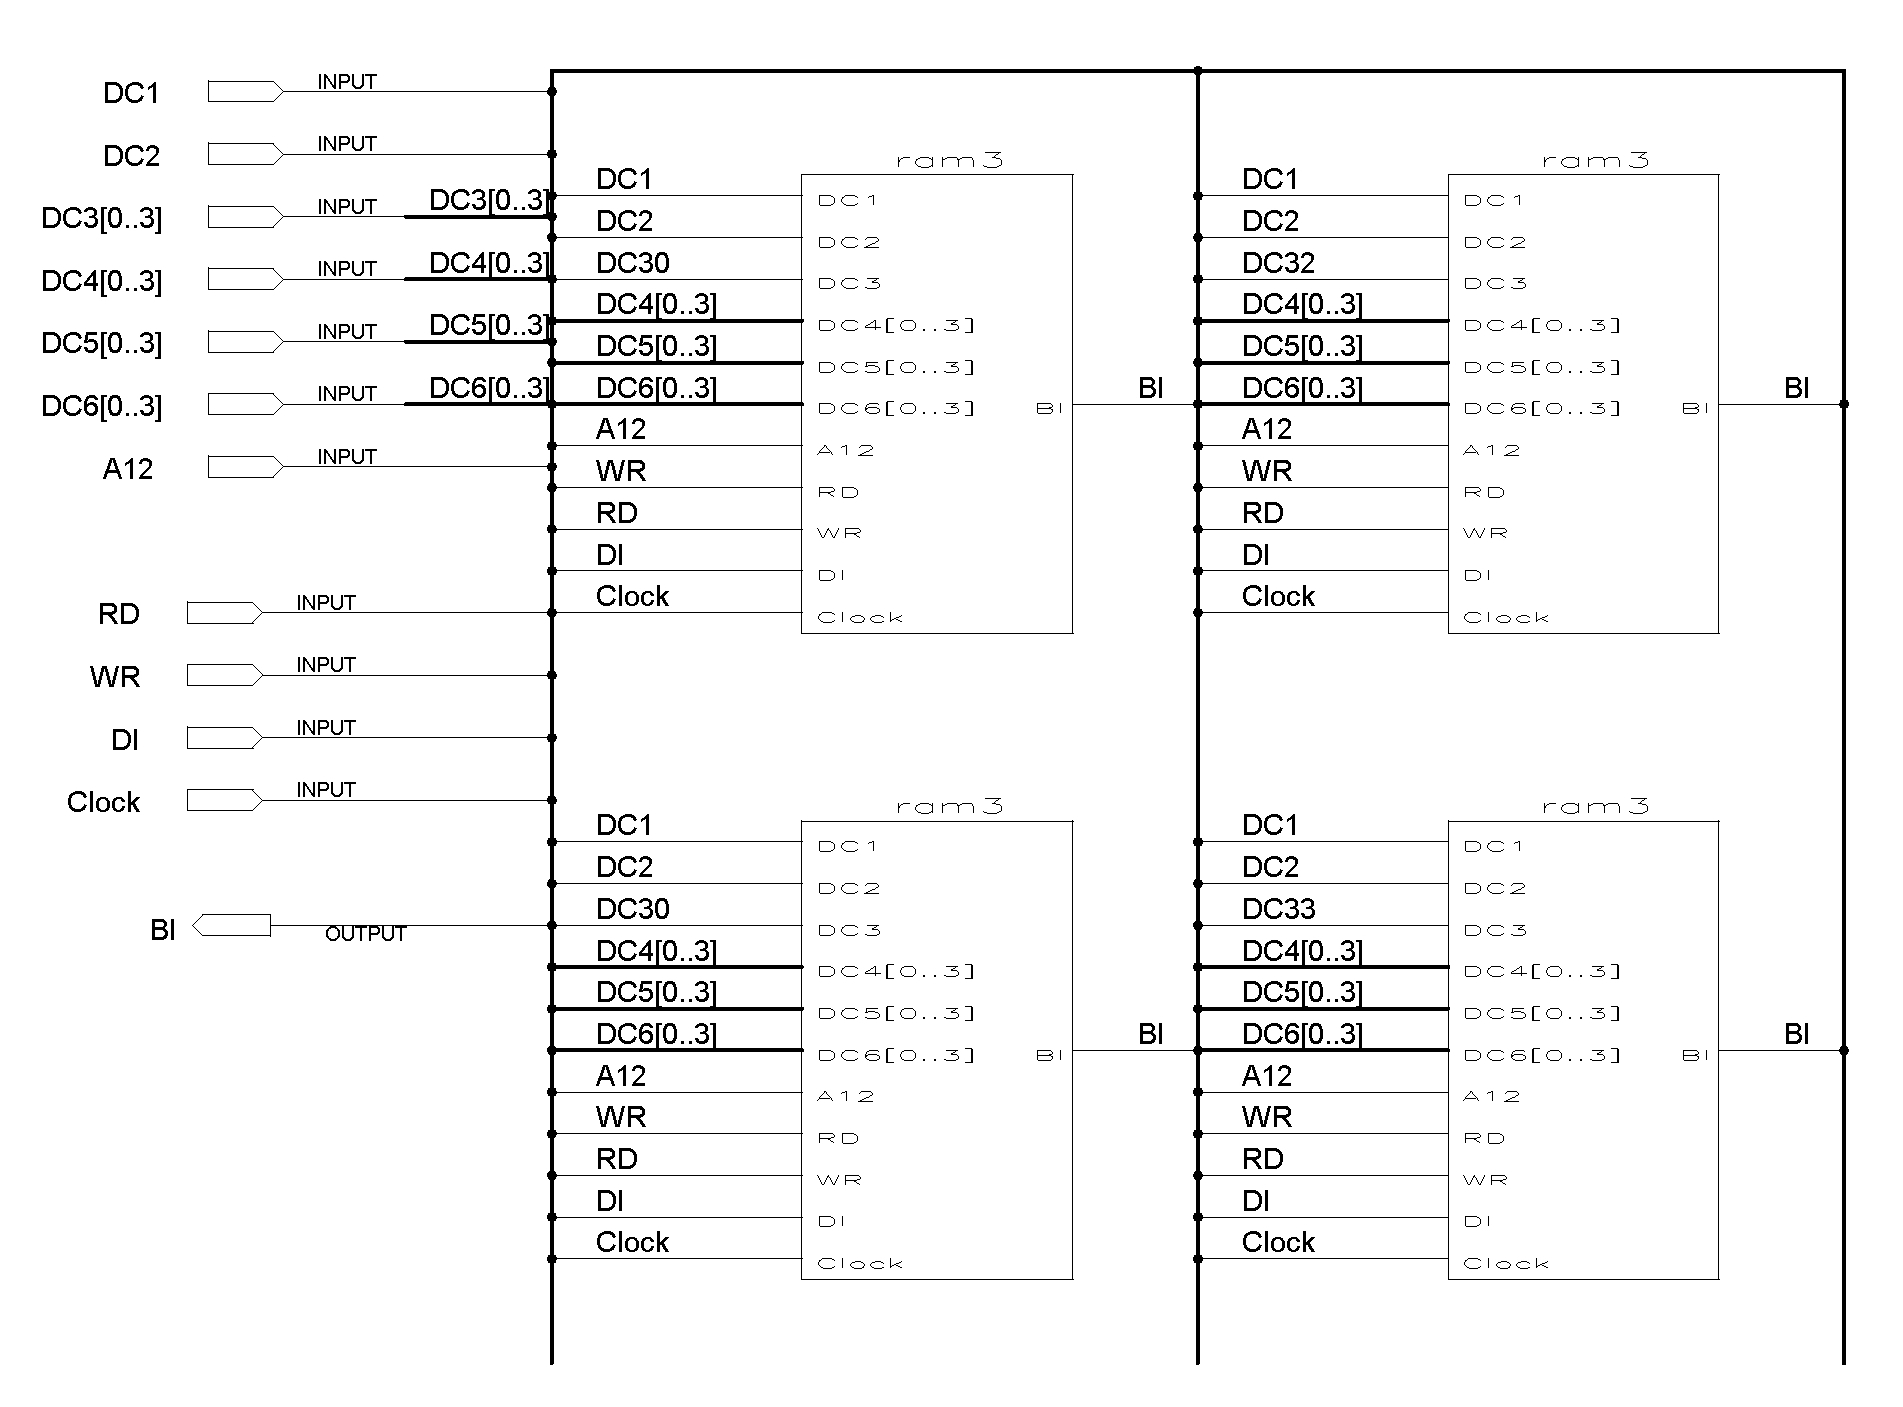 DC1 INPUT
DC2 INPUT
DC3[0..3] INPUT DC3[0..3]
DC4[0..3] INPUT DC4[0..3]
DC5[0..3] INPUT DC5[0..3]
DC6[0..3] INPUT DC6[0..3]
A12 INPUT
RD INPUT
WR INPUT
DI INPUT
Clock INPUT
BI OUTPUT
ram3
DC1 DC1
DC2 DC2
DC30 DC3
DC4[0..3] DC4[0..3]
DC5[0..3] DC5[0..3]
DC6[0..3] DC6[0..3] BI BI
A12 A12
WR RD
RD WR
DI DI
Clock Clock
ram3
DC1 DC1
DC2 DC2
DC32 DC3
DC4[0..3] DC4[0..3]
DC5[0..3] DC5[0..3]
DC6[0..3] DC6[0..3] BI BI
A12 A12
WR RD
RD WR
DI DI
Clock Clock
ram3
DC1 DC1
DC2 DC2
DC30 DC3
DC4[0..3] DC4[0..3]
DC5[0..3] DC5[0..3]
DC6[0..3] DC6[0..3] BI BI
A12 A12
WR RD
RD WR
DI DI
Clock Clock
ram3
DC1 DC1
DC2 DC2
DC33 DC3
DC4[0..3] DC4[0..3]
DC5[0..3] DC5[0..3]
DC6[0..3] DC6[0..3] BI BI
A12 A12
WR RD
RD WR
DI DI
Clock Clock